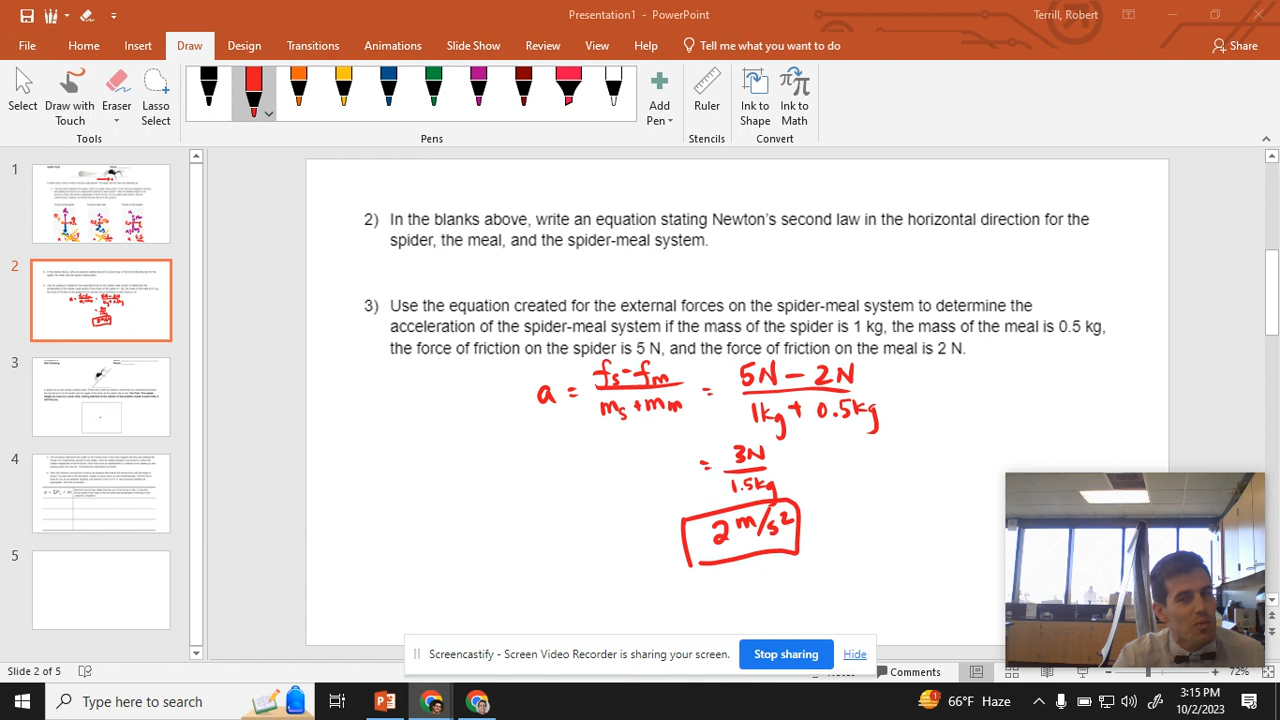 Presentation1 - PowerPoint
Terrill, Robert
File Home Insert Draw Design Transitions Animations Slide Show Review View Help Tell me what you want to do Share
Select Draw with Touch Eraser Lasso Select Add Pen Ruler Ink to Shape Ink to Math
Tools Pens Stencils Convert
1
2
3
4
5
2) In the blanks above, write an equation stating Newton's second law in the horizontal direction for the
spider, the meal, and the spider-meal system.
3) Use the equation created for the external forces on the spider-meal system to determine the
acceleration of the spider-meal system if the mass of the spider is 1 kg, the mass of the meal is 0.5 kg,
the force of friction on the spider is 5 N, and the force of friction on the meal is 2 N.
a = fs - fm / ms + mm = 5N - 2N / 1kg + 0.5kg
= 3N / 1.5kg
2 m/s²
Screencastify - Screen Video Recorder is sharing your screen. Stop sharing Hide
Slide 2 of 5 Comments 72%
Type here to search 66°F Haze 3:15 PM
10/2/2023